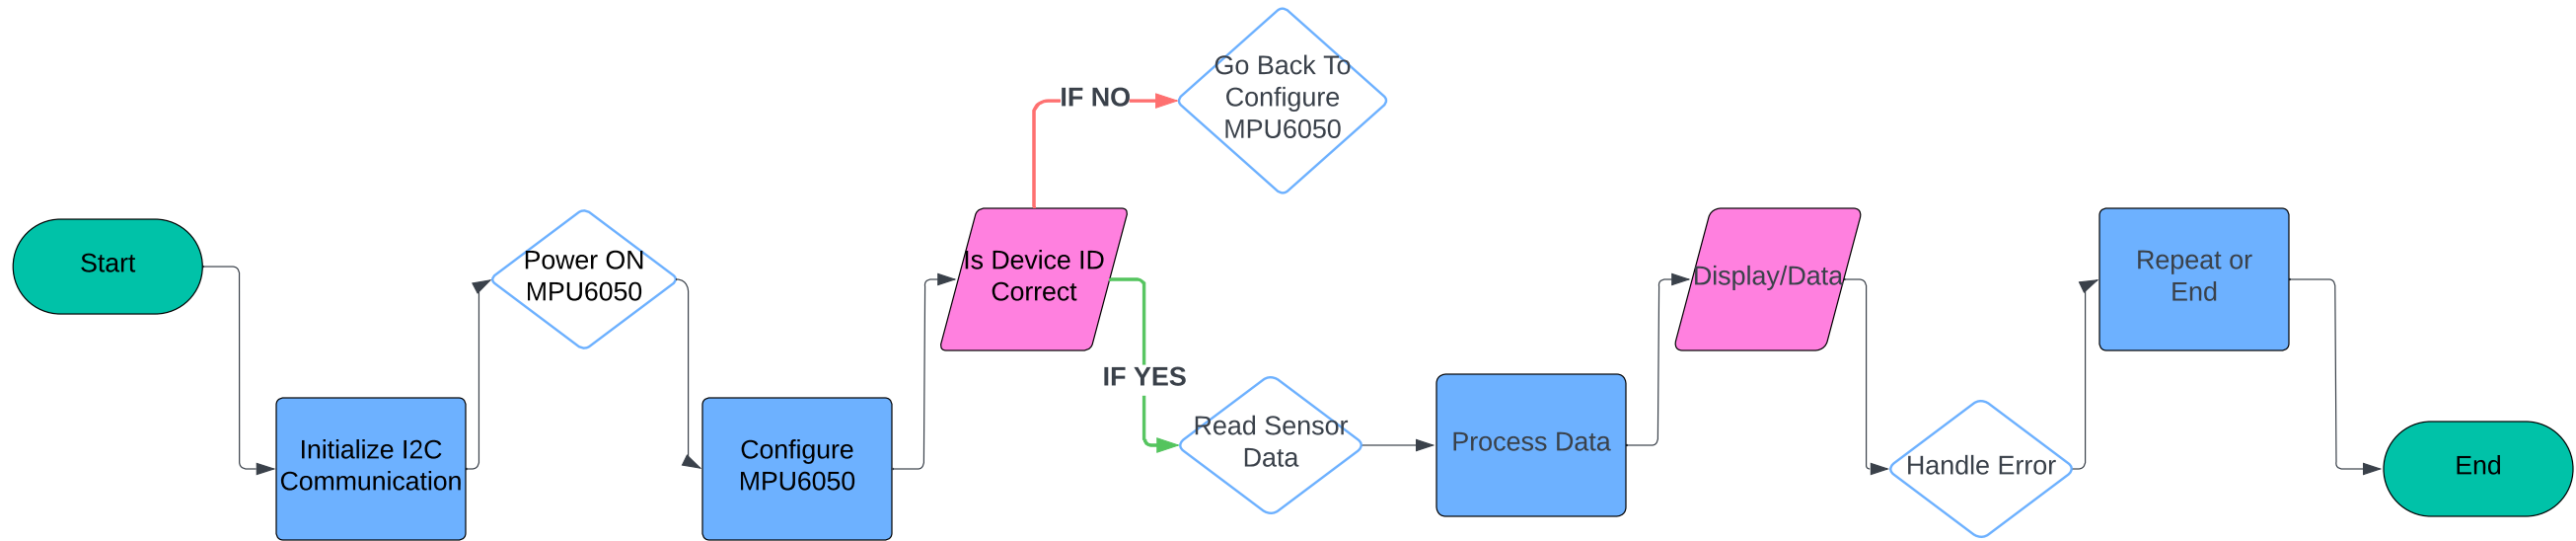 Start
Initialize I2C
Communication
Power ON
MPU6050
Configure
MPU6050
Is Device ID
Correct
IF NO
Go Back To
Configure
MPU6050
IF YES
Read Sensor
Data
Process Data
Display/Data
Handle Error
Repeat or
End
End